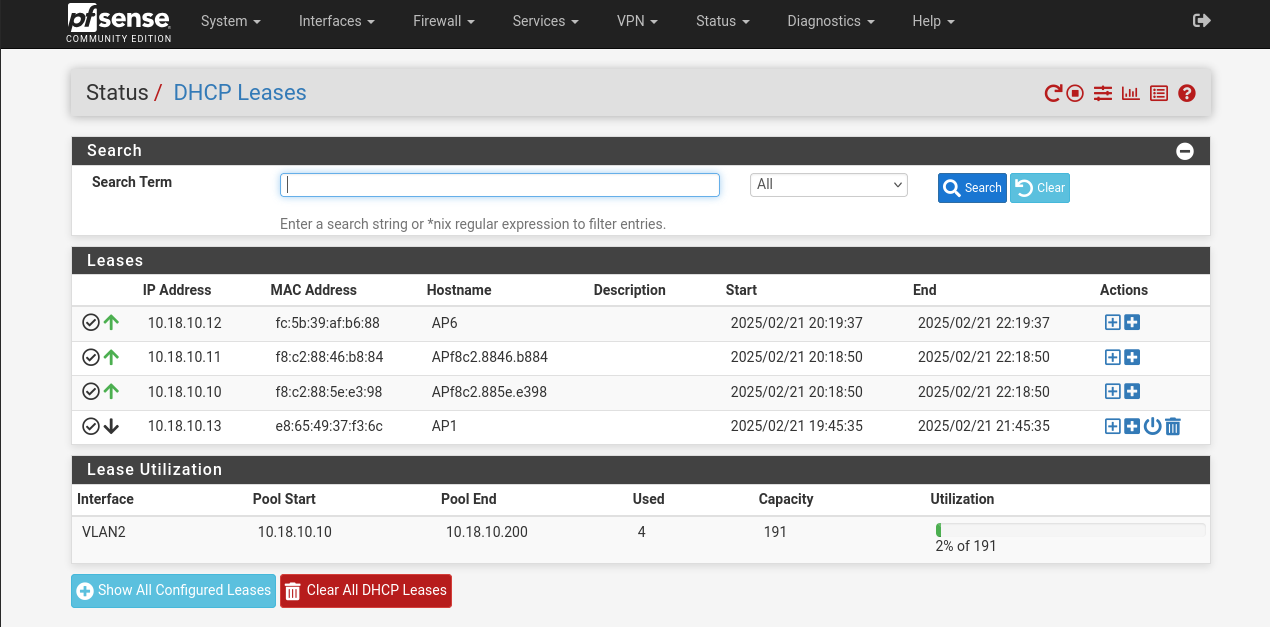 pfsense
COMMUNITY EDITION
System Interfaces Firewall Services VPN Status Diagnostics Help
Status / DHCP Leases
Search
Search Term All Search Clear
Enter a search string or *nix regular expression to filter entries.
Leases
IP Address MAC Address Hostname Description Start End Actions
10.18.10.12 fc:5b:39:af:b6:88 AP6 2025/02/21 20:19:37 2025/02/21 22:19:37
10.18.10.11 f8:c2:88:46:b8:84 APf8c2.8846.b884 2025/02/21 20:18:50 2025/02/21 22:18:50
10.18.10.10 f8:c2:88:5e:e3:98 APf8c2.885e.e398 2025/02/21 20:18:50 2025/02/21 22:18:50
10.18.10.13 e8:65:49:37:f3:6c AP1 2025/02/21 19:45:35 2025/02/21 21:45:35
Lease Utilization
Interface Pool Start Pool End Used Capacity Utilization
VLAN2 10.18.10.10 10.18.10.200 4 191
2% of 191
Show All Configured Leases Clear All DHCP Leases